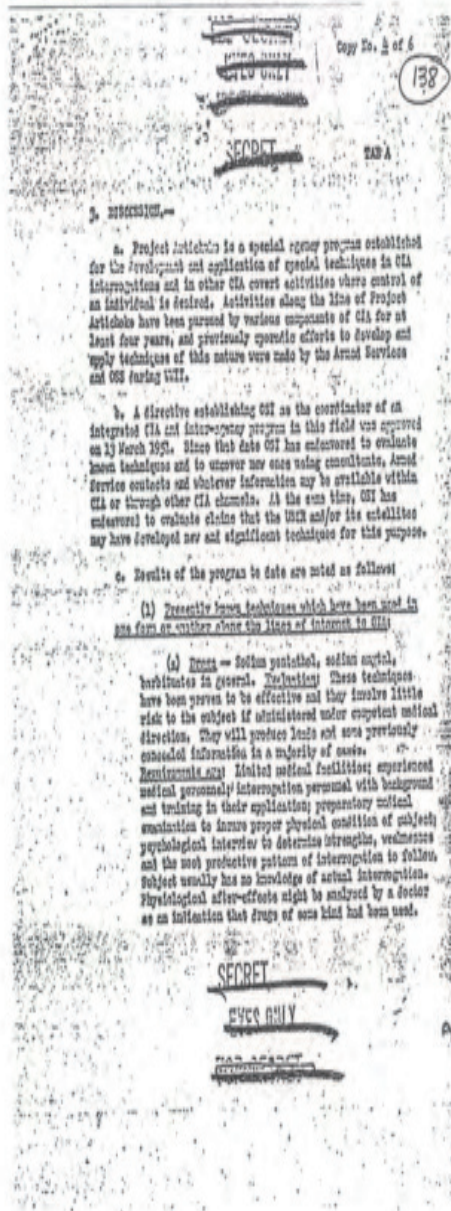 EYES ONLY
Copy No. 4 of 6
138
SECRET
TAB A
3. DISCUSSION.—
a. Project Artichoke is a special agency program established
for the development and application of special techniques in CIA
interrogations and in other CIA covert activities where control of
an individual is desired. Activities along the line of Project
Artichoke have been pursued by various components of CIA for at
least four years, and previously sporadic efforts to develop and
apply techniques of this nature were made by the Armed Services
and OSS during WWII.
b. A directive establishing OSI as the coordinator of an
integrated CIA and inter-agency program in this field was approved
on 13 March 1951. Since that date OSI has endeavored to evaluate
known techniques and to uncover new ones using consultants, Armed
Service contacts and whatever information may be available within
CIA or through other CIA channels. At the same time, OSI has
endeavored to evaluate claims that the USSR and/or its satellites
may have developed new and significant techniques for this purpose.
c. Results of the program to date are noted as follows:
(1) Presently known techniques which have been used in
one form or another along the lines of interest to CIA:
(a) Drugs — Sodium pentothal, sodium amytal,
barbituates in general. Evaluation: These techniques
have been proven to be effective and they involve little
risk to the subject if administered under competent medical
direction. They will produce leads and some previously
concealed information in a majority of cases.
Requirements are: Limited medical facilities; experienced
medical personnel; interrogation personnel with background
and training in their application; preparatory medical
examination to insure proper physical condition of subject;
psychological interview to determine strengths, weaknesses
and the most productive pattern of interrogation to follow.
Subject usually has no knowledge of actual interrogation.
Physiological after-effects might be analyzed by a doctor
as an indication that drugs of some kind had been used.
SECRET
EYES ONLY